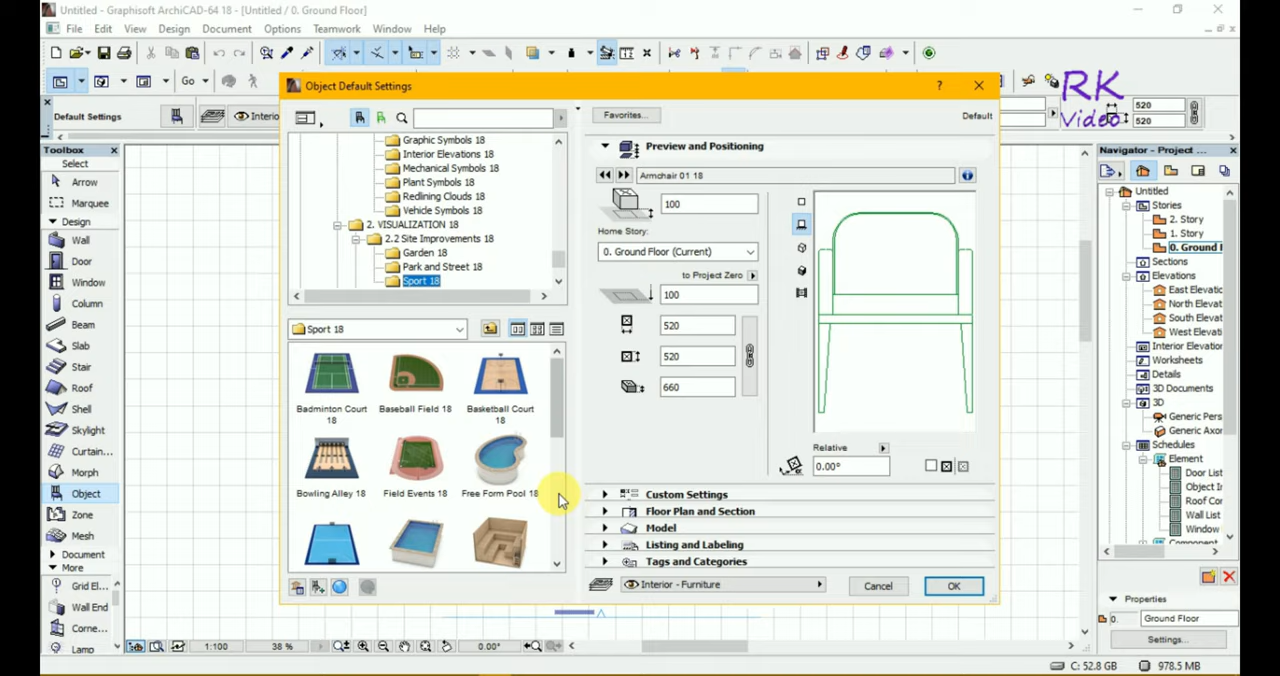 Untitled - Graphisoft ArchiCAD-64 18 - [Untitled / 0. Ground Floor]
File Edit View Design Document Options Teamwork Window Help
Go
RK
Video
Default Settings
Interio
520
520
Object Default Settings
?
Favorites...
Default
Graphic Symbols 18
Interior Elevations 18
Mechanical Symbols 18
Plant Symbols 18
Redlining Clouds 18
Vehicle Symbols 18
2. VISUALIZATION 18
2.2 Site Improvements 18
Garden 18
Park and Street 18
Sport 18
Sport 18
Badminton Court 18
Baseball Field 18
Basketball Court 18
Bowling Alley 18
Field Events 18
Free Form Pool 18
Preview and Positioning
Armchair 01 18
100
Home Story:
0. Ground Floor (Current)
to Project Zero
100
520
520
660
Relative
0.00°
Custom Settings
Floor Plan and Section
Model
Listing and Labeling
Tags and Categories
Interior - Furniture
Cancel
OK
Toolbox
Select
Arrow
Marquee
Design
Wall
Door
Window
Column
Beam
Slab
Stair
Roof
Shell
Skylight
Curtain...
Morph
Object
Zone
Mesh
Document
More
Grid El...
Wall End
Corne...
Lamp
Navigator - Project ...
Untitled
Stories
2. Story
1. Story
0. Ground F
Sections
Elevations
East Elevatio
North Elevat
South Elevat
West Elevati
Interior Elevation
Worksheets
Details
3D Documents
3D
Generic Pers
Generic Axon
Schedules
Element
Door List
Object In
Roof Con
Wall List
Window
Component
Properties
0.
Ground Floor
Settings...
1:100
38 %
0.00°
C: 52.8 GB
978.5 MB